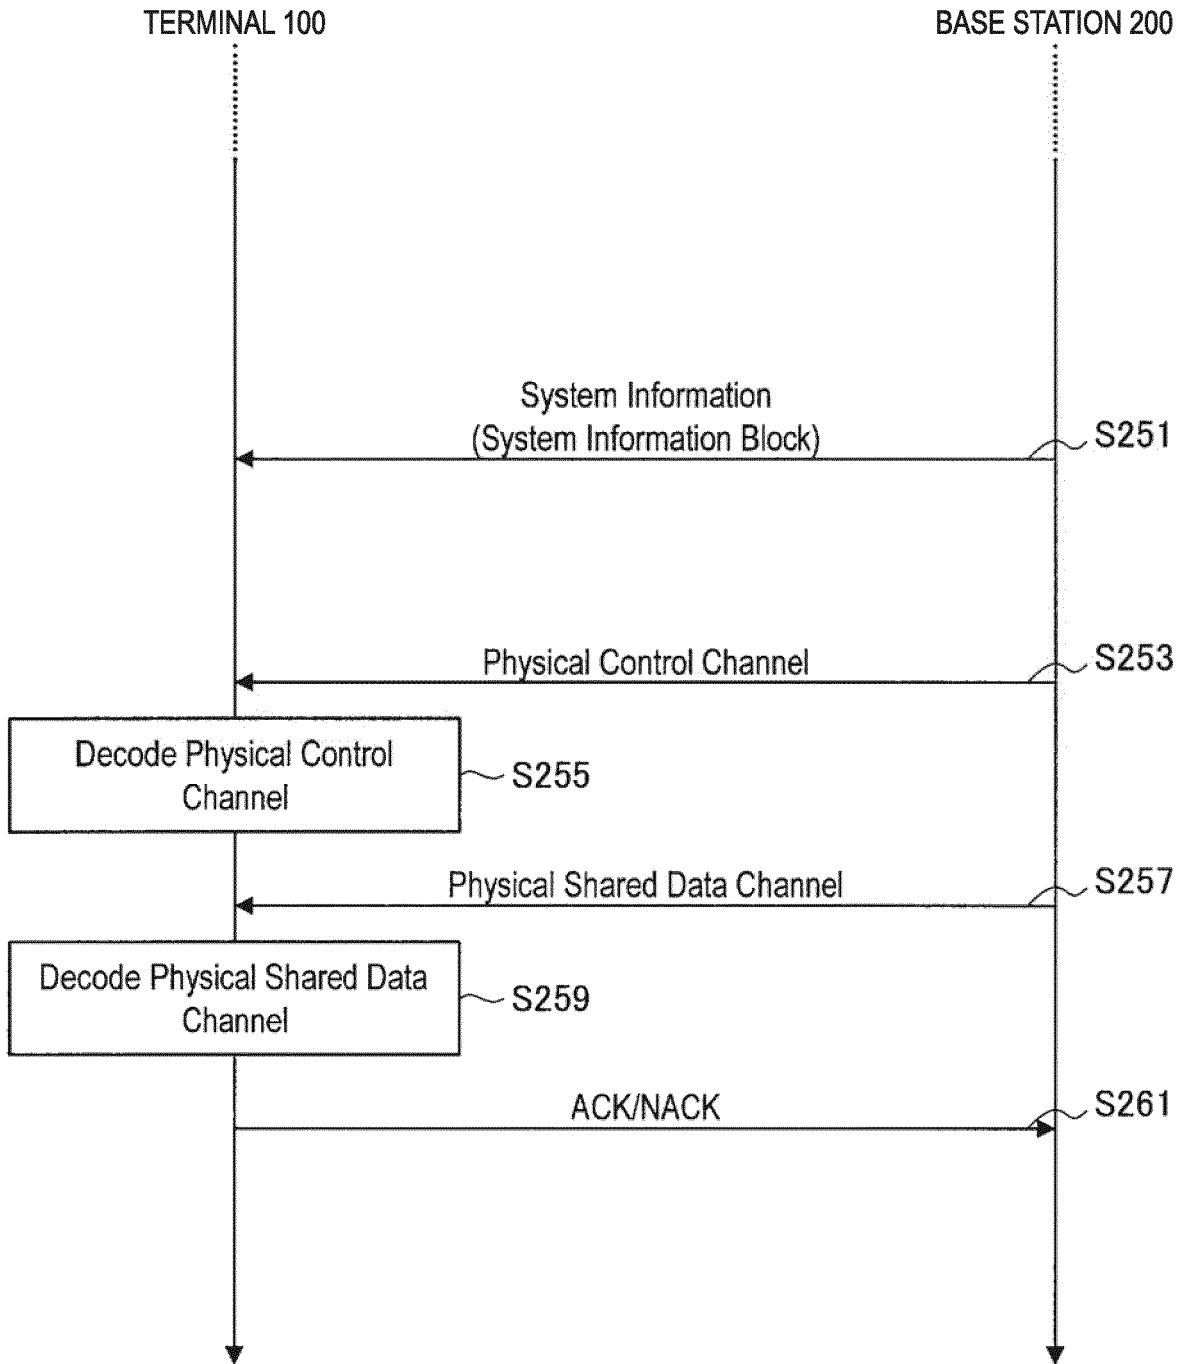 TERMINAL 100
BASE STATION 200
System Information
(System Information Block)
S251
Physical Control Channel
S253
Decode Physical Control
Channel
S255
Physical Shared Data Channel
S257
Decode Physical Shared Data
Channel
S259
ACK/NACK
S261